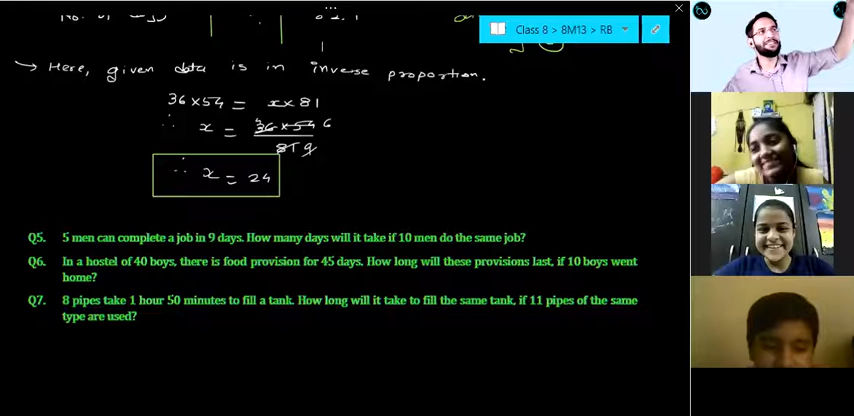 Class 8 > 8M13 > RB
→ Here, given data is in inverse proportion.
36 × 54 = x × 81
∴ x = 36 × 54 6
81 9
∴ x = 24
Q5. 5 men can complete a job in 9 days. How many days will it take if 10 men do the same job?
Q6. In a hostel of 40 boys, there is food provision for 45 days. How long will these provisions last, if 10 boys went
home?
Q7. 8 pipes take 1 hour 50 minutes to fill a tank. How long will it take to fill the same tank, if 11 pipes of the same
type are used?